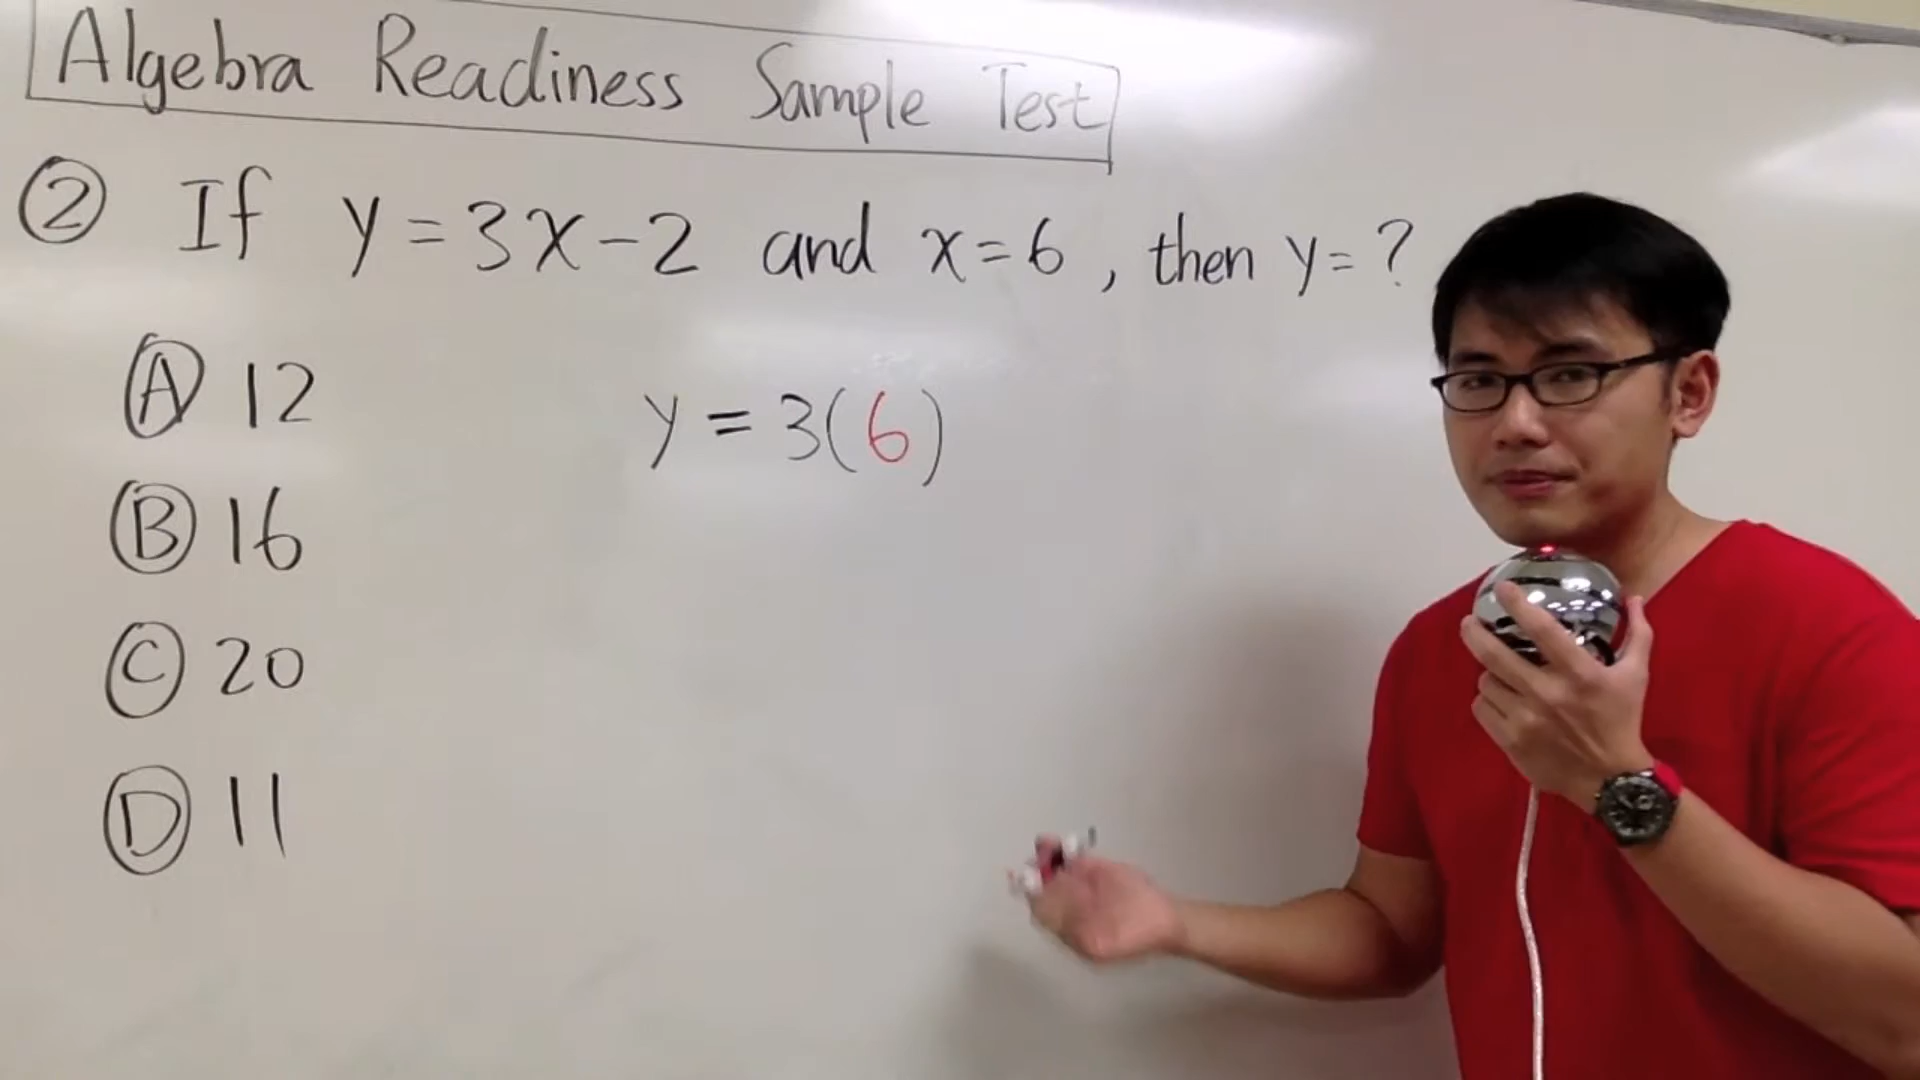 Algebra Readiness Sample Test
② If y = 3x - 2 and x = 6, then y = ?
Ⓐ 12
y = 3(6)
Ⓑ 16
Ⓒ 20
Ⓓ 11